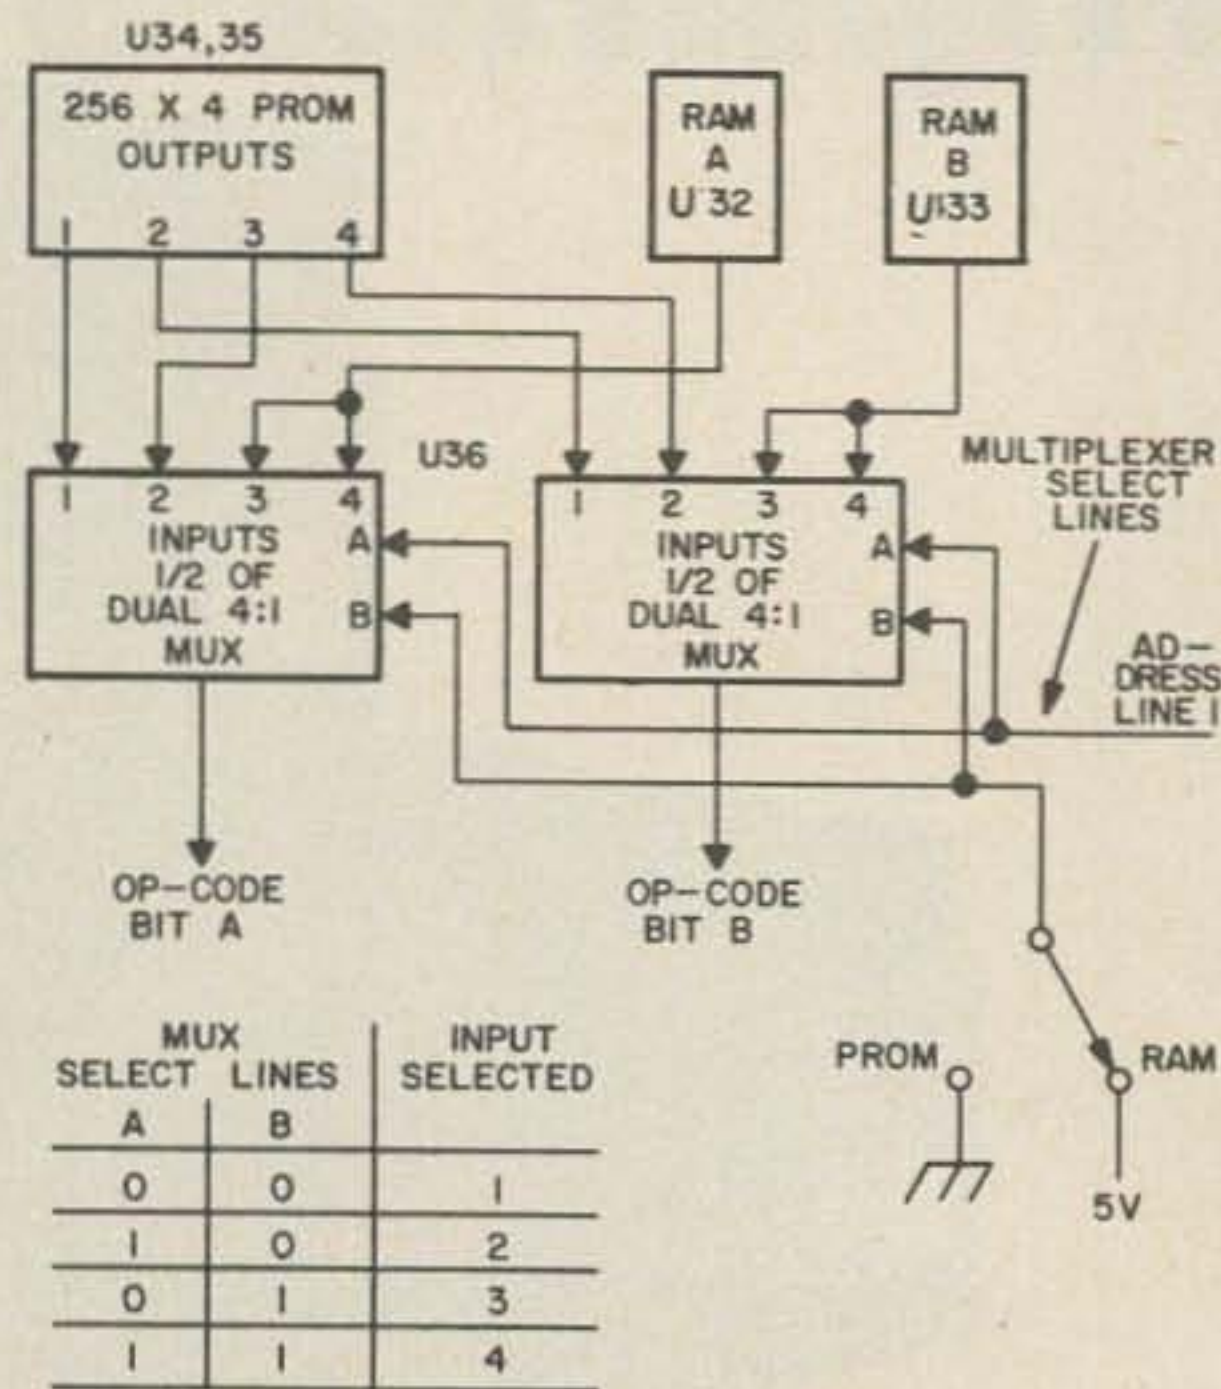 U34,35
256 X 4 PROM
OUTPUTS
1 2 3 4
RAM
A
U 32
RAM
B
U 33
U36
1 2 3 4
INPUTS
1/2 OF
DUAL 4:1
MUX
A
B
1 2 3 4
INPUTS
1/2 OF
DUAL 4:1
MUX
A
B
MULTIPLEXER
SELECT
LINES
AD-
DRESS
LINE 1
OP-CODE
BIT A
OP-CODE
BIT B
PROM
RAM
5V
MUX
SELECT LINES
INPUT
SELECTED
A B
0 0 1
1 0 2
0 1 3
1 1 4